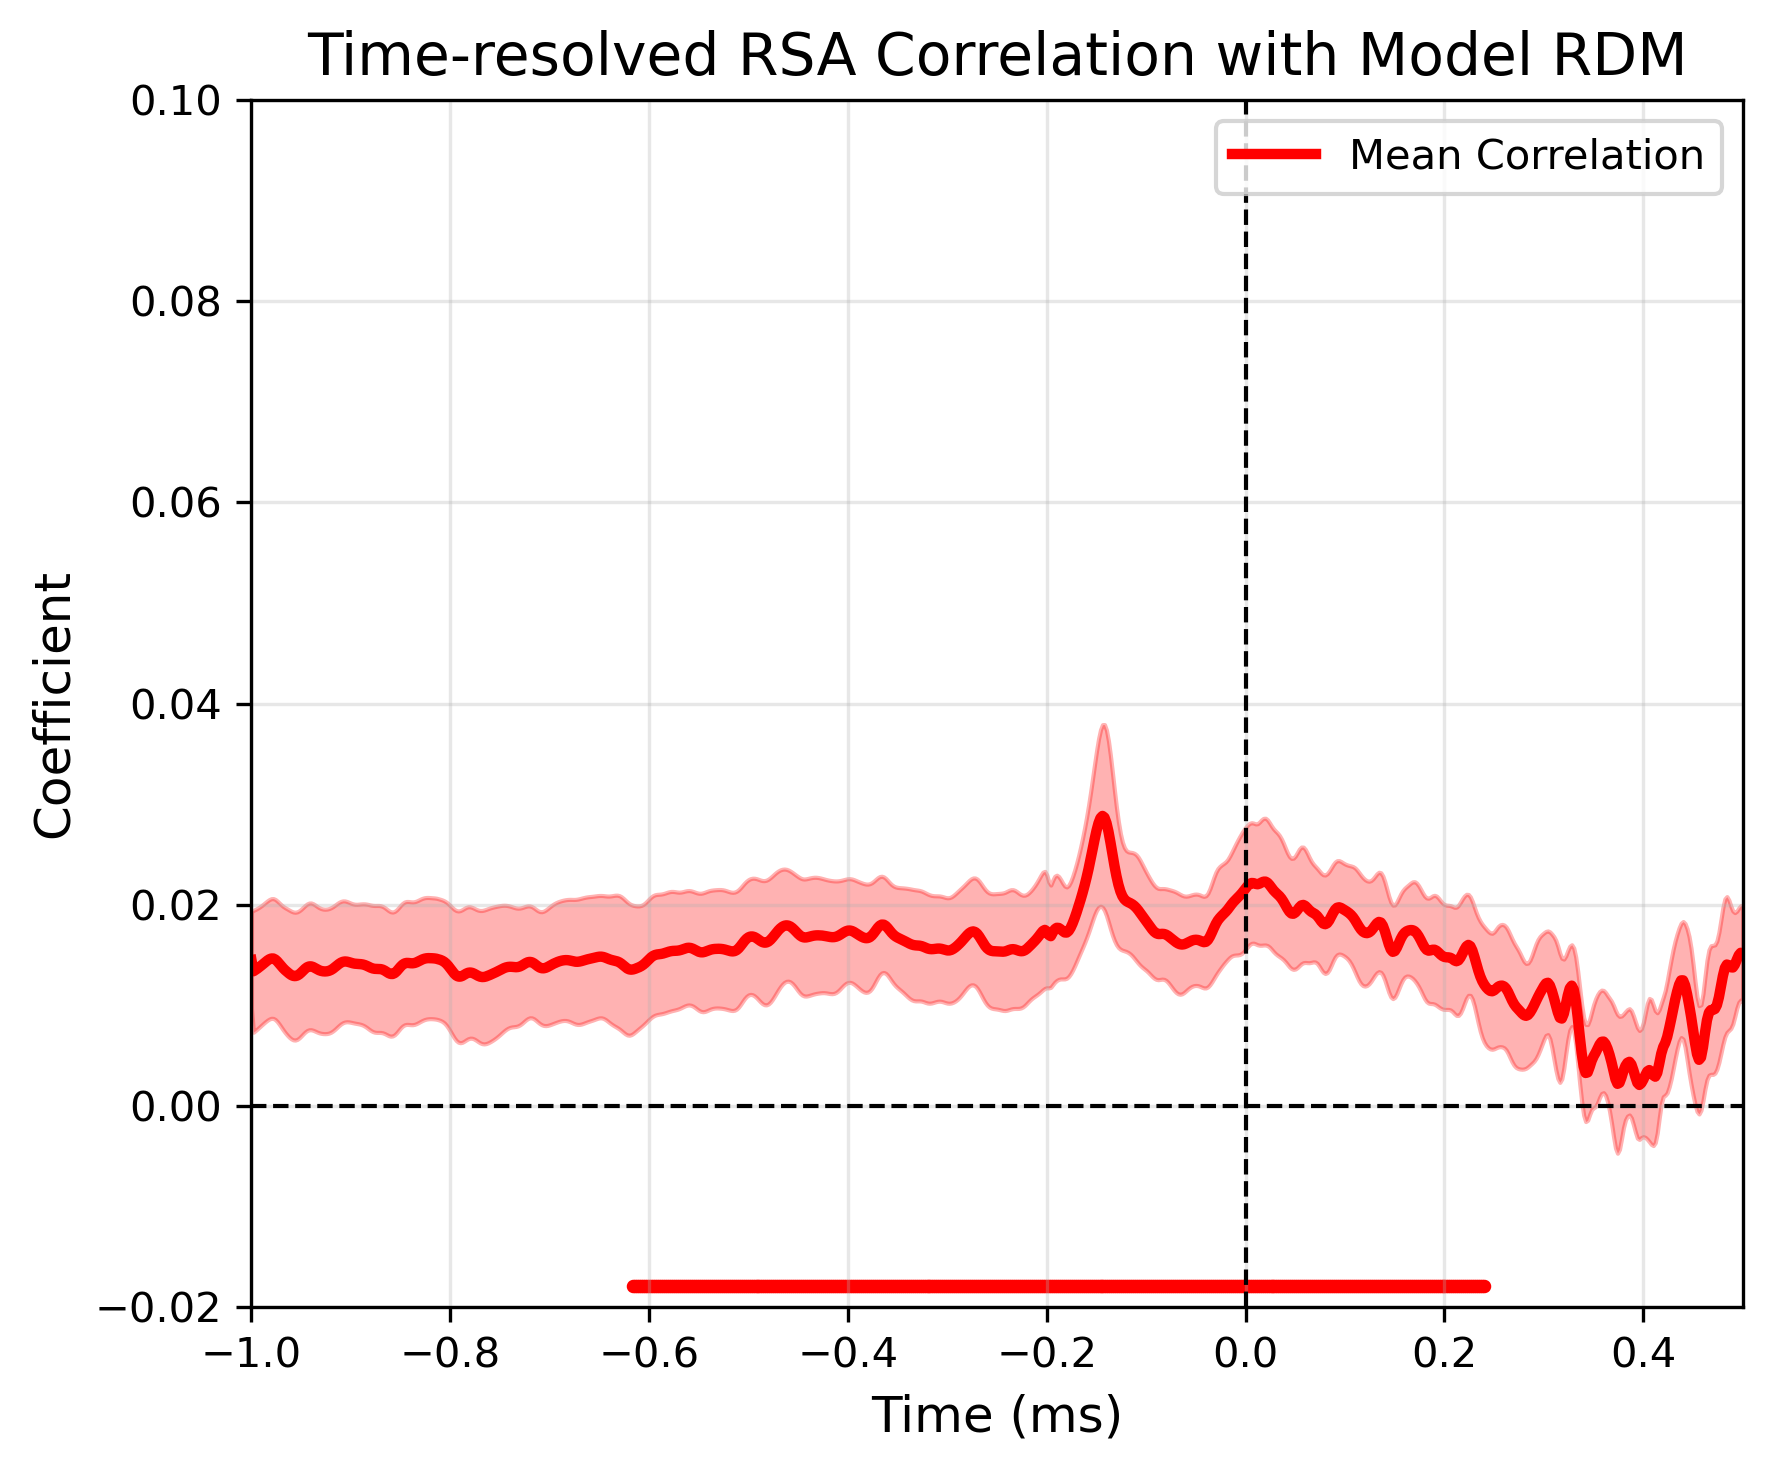 Time-resolved RSA Correlation with Model RDM
Mean Correlation
Coefficient
0.10
0.08
0.06
0.04
0.02
0.00
−0.02
−1.0 −0.8 −0.6 −0.4 −0.2 0.0 0.2 0.4
Time (ms)